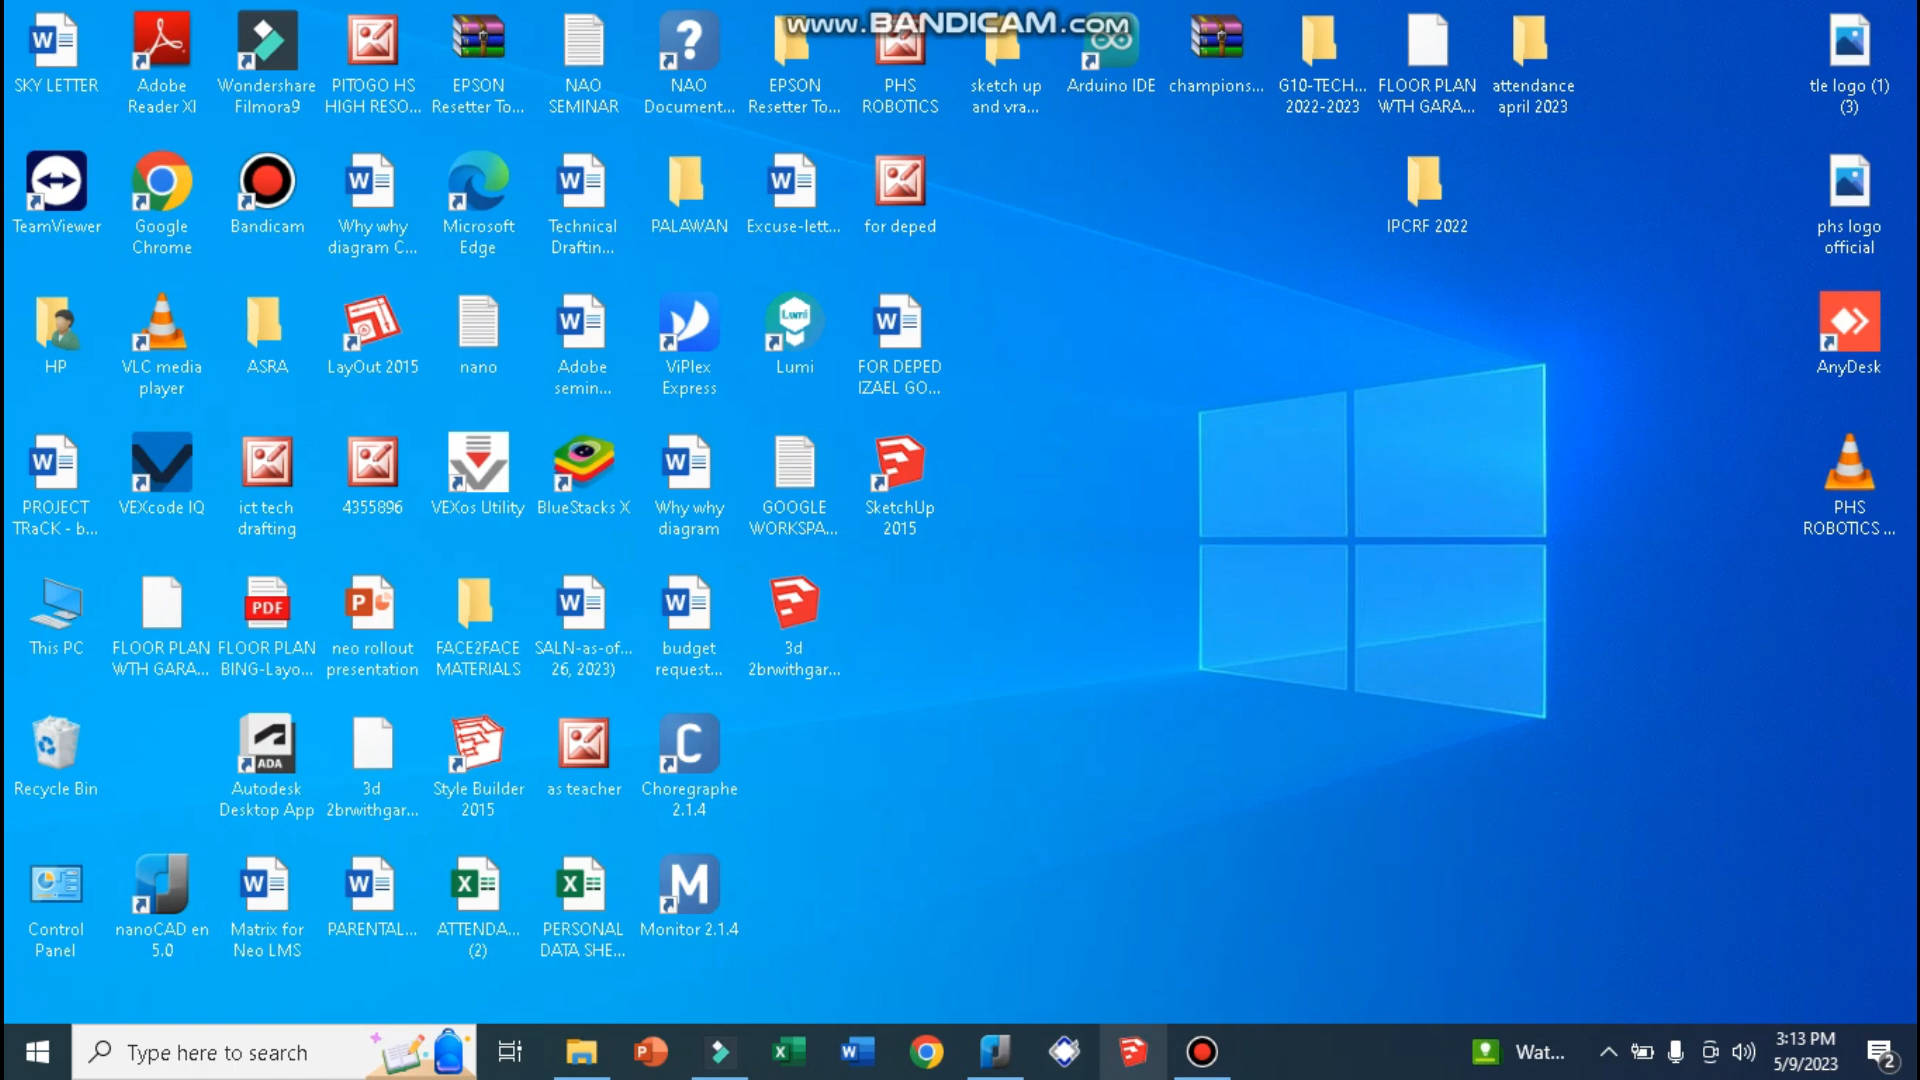 www.BANDICAM.com
SKY LETTER
Adobe
Reader XI
Wondershare
Filmora9
PITOGO HS
HIGH RESO...
EPSON
Resetter To...
NAO
SEMINAR
NAO
Document...
EPSON
Resetter To...
PHS
ROBOTICS
sketch up
and vra...
Arduino IDE
champions...
G10-TECH...
2022-2023
FLOOR PLAN
WTH GARA...
attendance
april 2023
tle logo (1)
(3)
TeamViewer
Google
Chrome
Bandicam
Why why
diagram C...
Microsoft
Edge
Technical
Draftin...
PALAWAN
Excuse-lett...
for deped
IPCRF 2022
phs logo
official
HP
VLC media
player
ASRA
LayOut 2015
nano
Adobe
semin...
ViPlex
Express
Lumi
Lumi
FOR DEPED
IZAEL GO...
AnyDesk
PROJECT
TRaCK - b...
VEXcode IQ
ict tech
drafting
4355896
VEXos Utility
BlueStacks X
Why why
diagram
GOOGLE
WORKSPA...
SketchUp
2015
PHS
ROBOTICS ...
This PC
FLOOR PLAN
WTH GARA...
PDF
FLOOR PLAN
BING-Layo...
neo rollout
presentation
FACE2FACE
MATERIALS
SALN-as-of...
26, 2023)
budget
request...
3d
2brwithgar...
Recycle Bin
ADA
Autodesk
Desktop App
3d
2brwithgar...
Style Builder
2015
as teacher
C
Choregraphe
2.1.4
Control
Panel
nanoCAD en
5.0
Matrix for
Neo LMS
PARENTAL...
ATTENDA...
(2)
PERSONAL
DATA SHE...
M
Monitor 2.1.4
Type here to search
Wat...
3:13 PM
5/9/2023
2